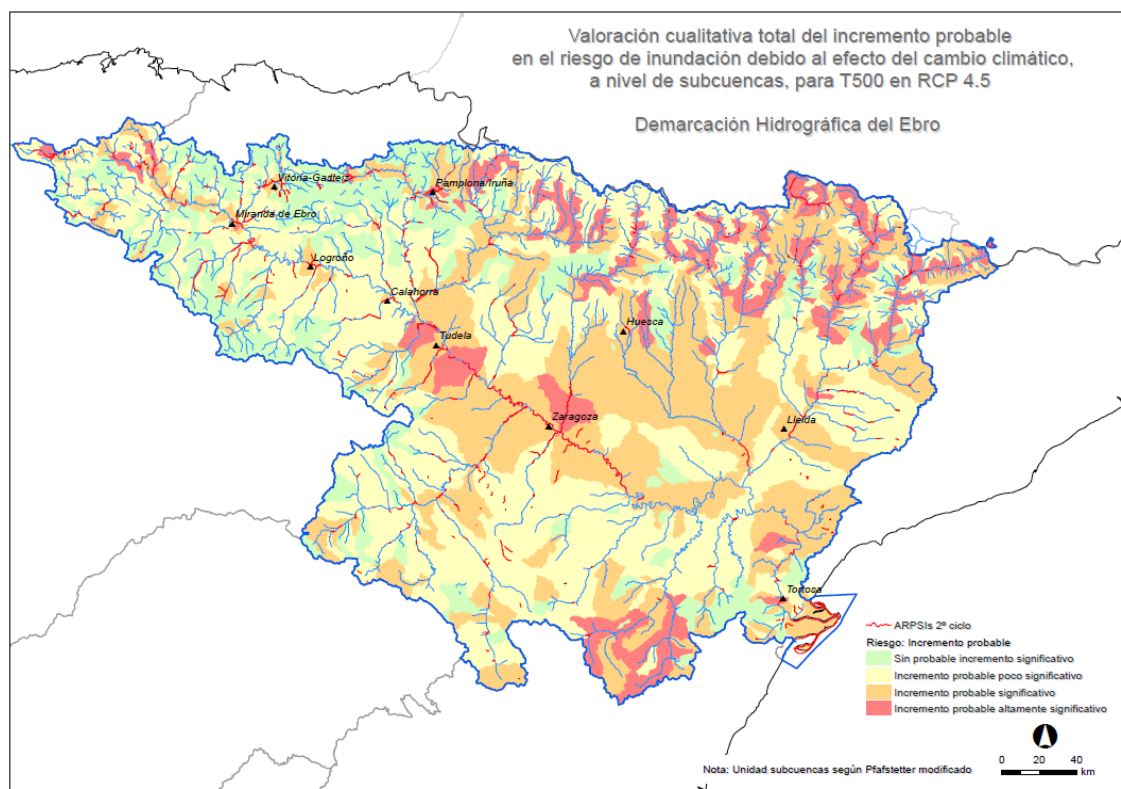 Valoración cualitativa total del incremento probable
en el riesgo de inundación debido al efecto del cambio climático,
a nivel de subcuencas, para T500 en RCP 4.5
Demarcación Hidrográfica del Ebro
Vitoria-Gasteiz
Pamplona/Iruña
Miranda de Ebro
Logroño
Calahorra
Huesca
Tudela
Zaragoza
Lleida
Tortosa
ARPSIs 2º ciclo
Riesgo: Incremento probable
Sin probable incremento significativo
Incremento probable poco significativo
Incremento probable significativo
Incremento probable altamente significativo
Nota: Unidad subcuencas según Pfafstetter modificado
0 20 40
km